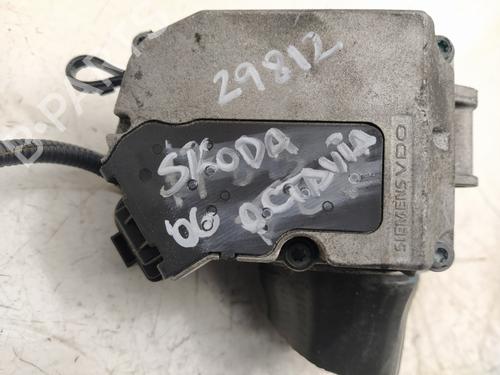 29812
SKODA
06 OCTAVIA
SIEMENS VDO